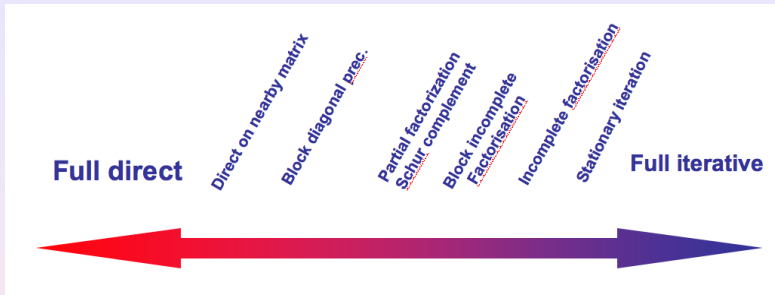 Full direct
Direct on nearby matrix
Block diagonal prec.
Partial factorization
Schur complement
Block incomplete
Factorisation
Incomplete factorisation
Stationary iteration
Full iterative